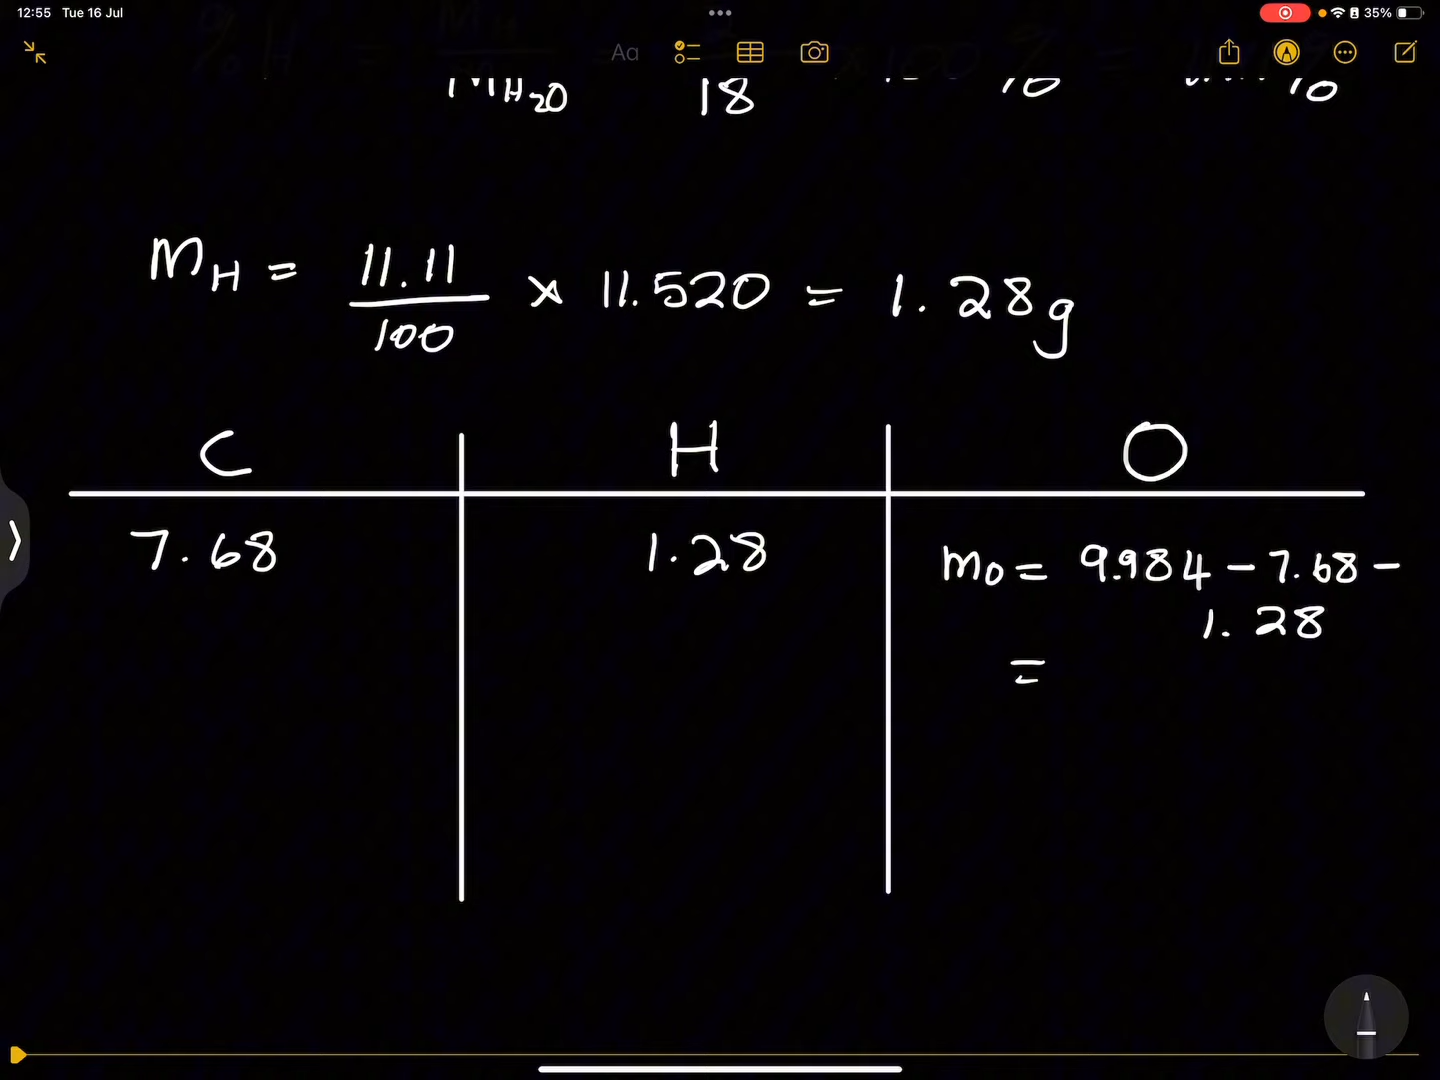 12:55 Tue 16 Jul
35%
Aa
M H₂O 18
mH = 11.11 / 100 × 11.520 = 1.28g
C H O
7.68 1.28 mO = 9.984 − 7.68 −
1.28
=